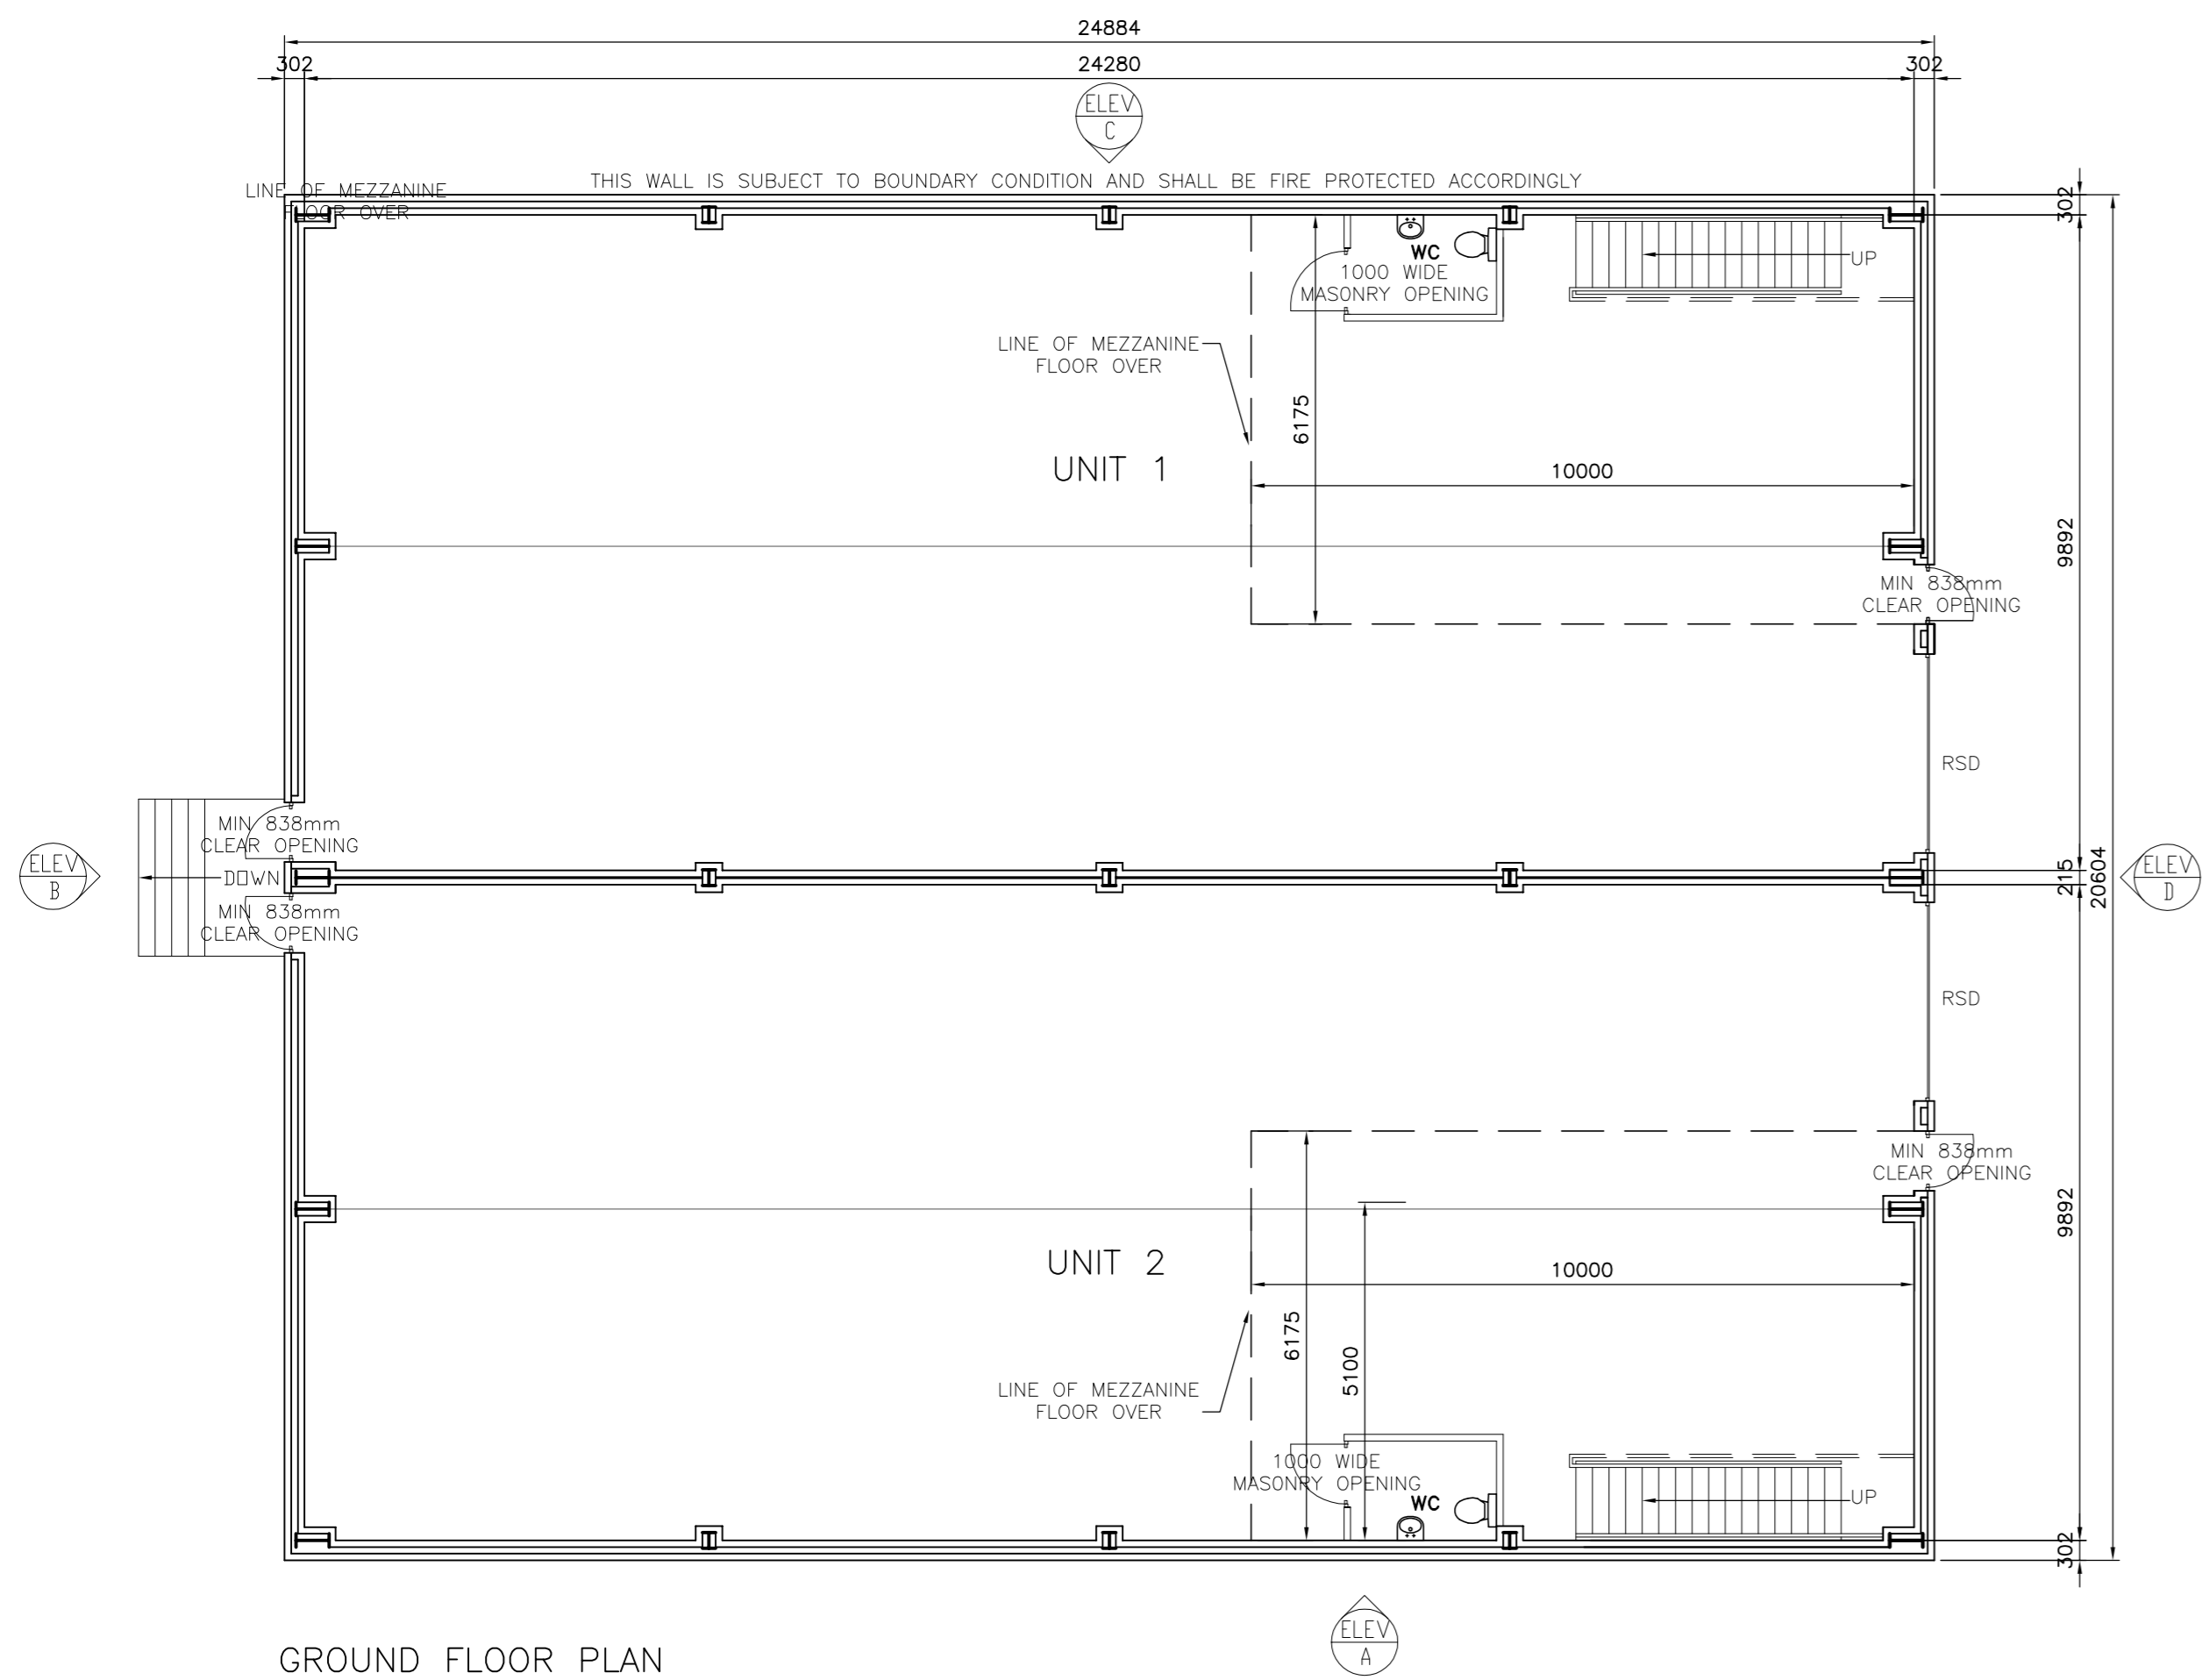 24884
302
24280
302
ELEV
C
THIS WALL IS SUBJECT TO BOUNDARY CONDITION AND SHALL BE FIRE PROTECTED ACCORDINGLY
LINE OF MEZZANINE
FLOOR OVER
302
WC
1000 WIDE
MASONRY OPENING
UP
LINE OF MEZZANINE
FLOOR OVER
6175
UNIT 1
10000
9892
MIN 838mm
CLEAR OPENING
RSD
MIN 838mm
CLEAR OPENING
ELEV
B
DOWN
MIN 838mm
CLEAR OPENING
215
20604
ELEV
D
RSD
MIN 838mm
CLEAR OPENING
9892
UNIT 2
10000
6175
5100
LINE OF MEZZANINE
FLOOR OVER
1000 WIDE
MASONRY OPENING
WC
UP
302
ELEV
A
GROUND FLOOR PLAN